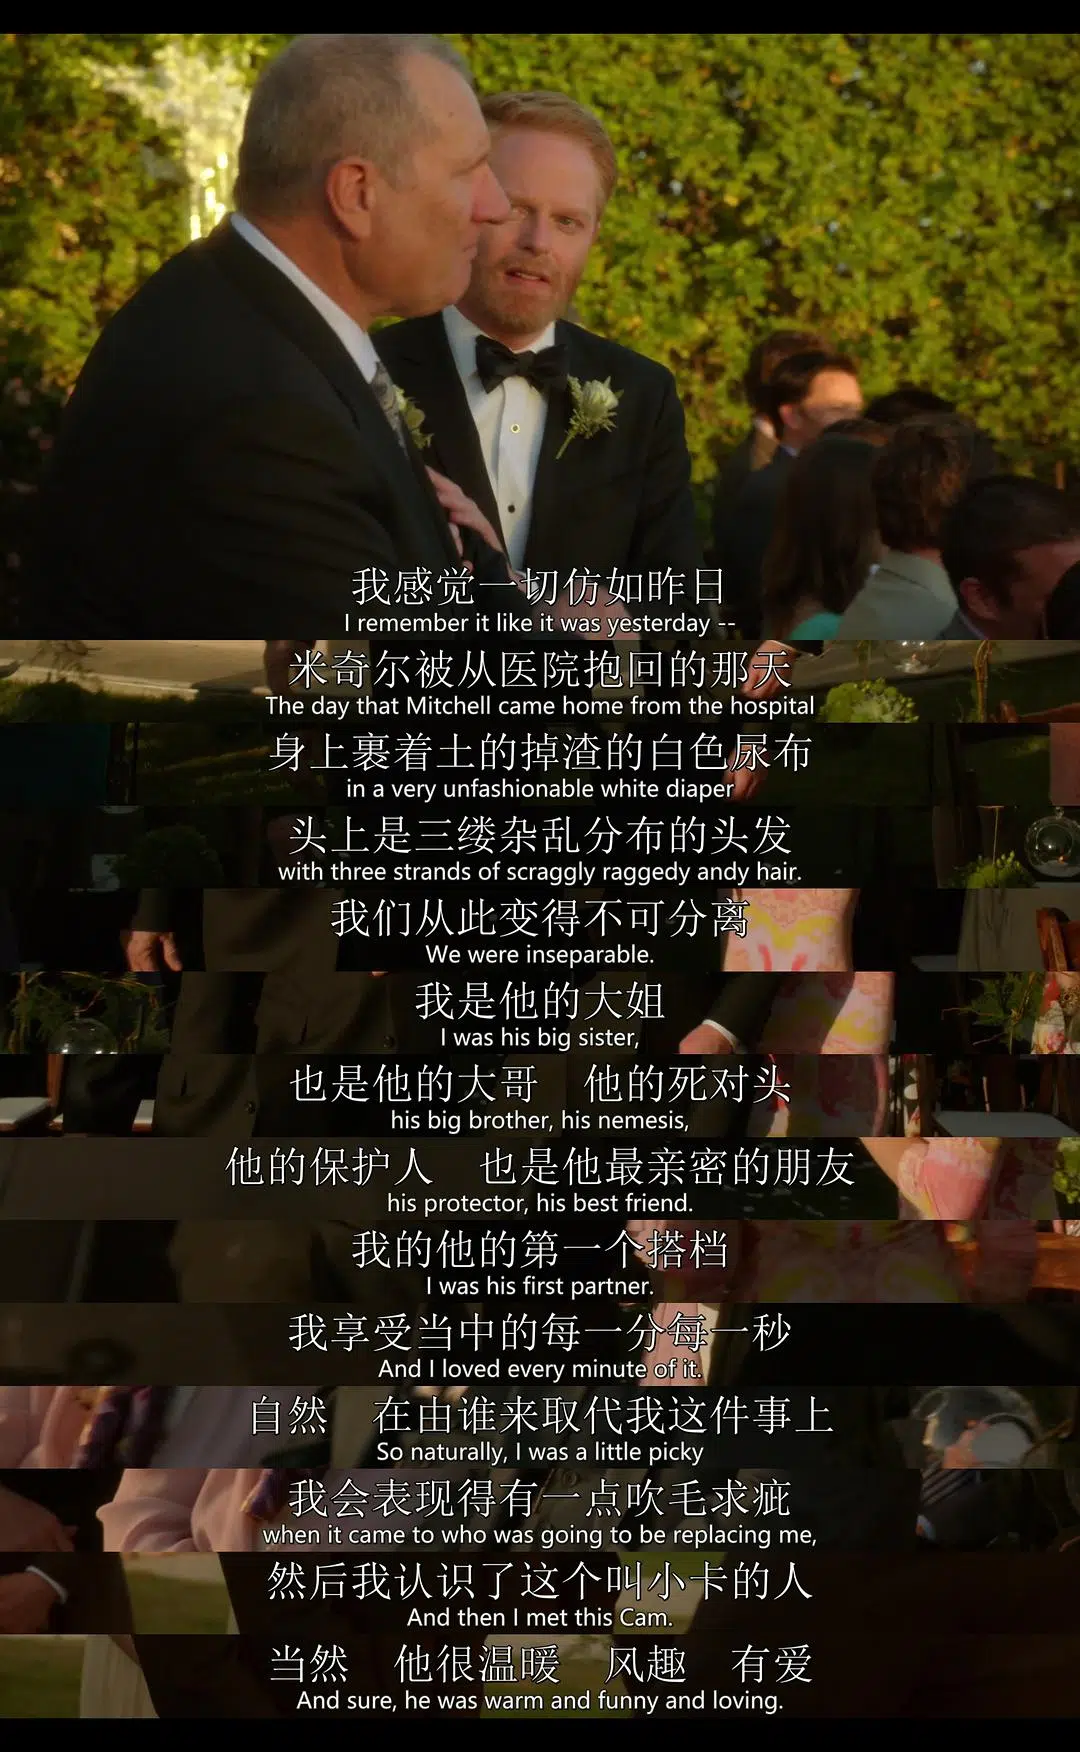 我感觉一切仿如昨日
I remember it like it was yesterday --
米奇尔被从医院抱回的那天
The day that Mitchell came home from the hospital
身上裹着土的掉渣的白色尿布
in a very unfashionable white diaper
头上是三缕杂乱分布的头发
with three strands of scraggly raggedy andy hair.
我们从此变得不可分离
We were inseparable.
我是他的大姐
I was his big sister,
也是他的大哥 他的死对头
his big brother, his nemesis,
他的保护人 也是他最亲密的朋友
his protector, his best friend.
我的他的第一个搭档
I was his first partner.
我享受当中的每一分每一秒
And I loved every minute of it.
自然 在由谁来取代我这件事上
So naturally, I was a little picky
我会表现得有一点吹毛求疵
when it came to who was going to be replacing me,
然后我认识了这个叫小卡的人
And then I met this Cam.
当然 他很温暖 风趣 有爱
And sure, he was warm and funny and loving.